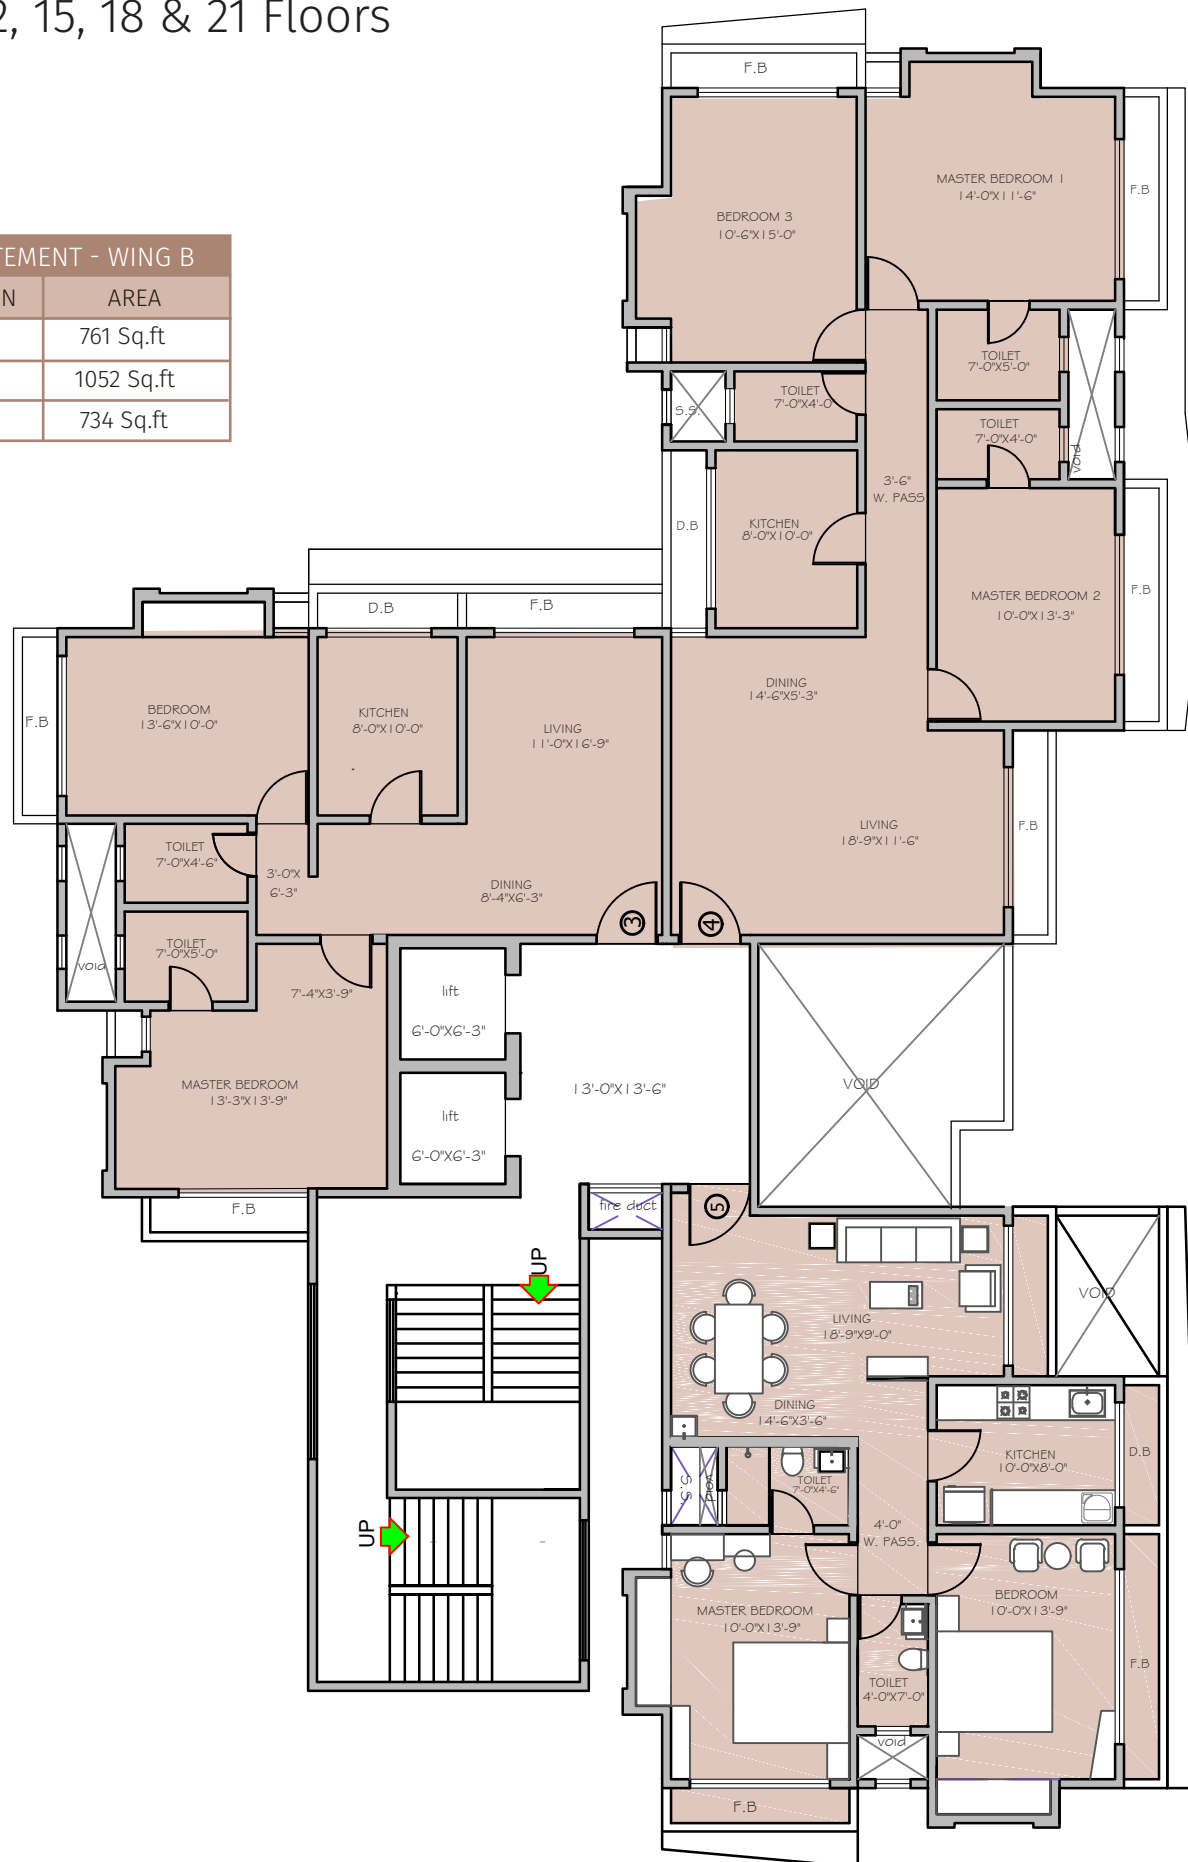 2, 15, 18 & 21 Floors
TEMENT - WING B
N AREA
761 Sq.ft
1052 Sq.ft
734 Sq.ft
F.B
MASTER BEDROOM 1
14'-0"X11'-6"
F.B
BEDROOM 3
10'-6"X15'-0"
TOILET
7'-0"X5'-0"
TOILET
7'-0"X4'-0
S.S.
TOILET
7'-0"X4'-0"
void
3'-6"
W. PASS
D.B
KITCHEN
8'-0"X10'-0"
MASTER BEDROOM 2
10'-0"X13'-3"
F.B
D.B
F.B
DINING
14'-6"X5'-3"
F.B
BEDROOM
13'-6"X10'-0"
KITCHEN
8'-0"X10'-0"
LIVING
11'-0"X16'-9"
LIVING
18'-9"X11'-6"
F.B
TOILET
7'-0"X4'-6"
3'-0"X
6'-3"
DINING
8'-4"X6'-3"
3
4
TOILET
7'-0"X5'-0"
void
7'-4"X3'-9"
lift
6'-0"X6'-3"
MASTER BEDROOM
13'-3"X13'-9"
13'-0"X13'-6"
VOID
lift
6'-0"X6'-3"
F.B
fire duct
5
UP
VOID
LIVING
18'-9"X9'-0"
DINING
14'-6"X3'-6"
KITCHEN
10'-0"X8'-0"
D.B
S.S.
void
TOILET
7'-0"X4'-6"
UP
4'-0"
W. PASS.
MASTER BEDROOM
10'-0"X13'-9"
BEDROOM
10'-0"X13'-9"
F.B
TOILET
4'-0"X7'-0"
void
F.B